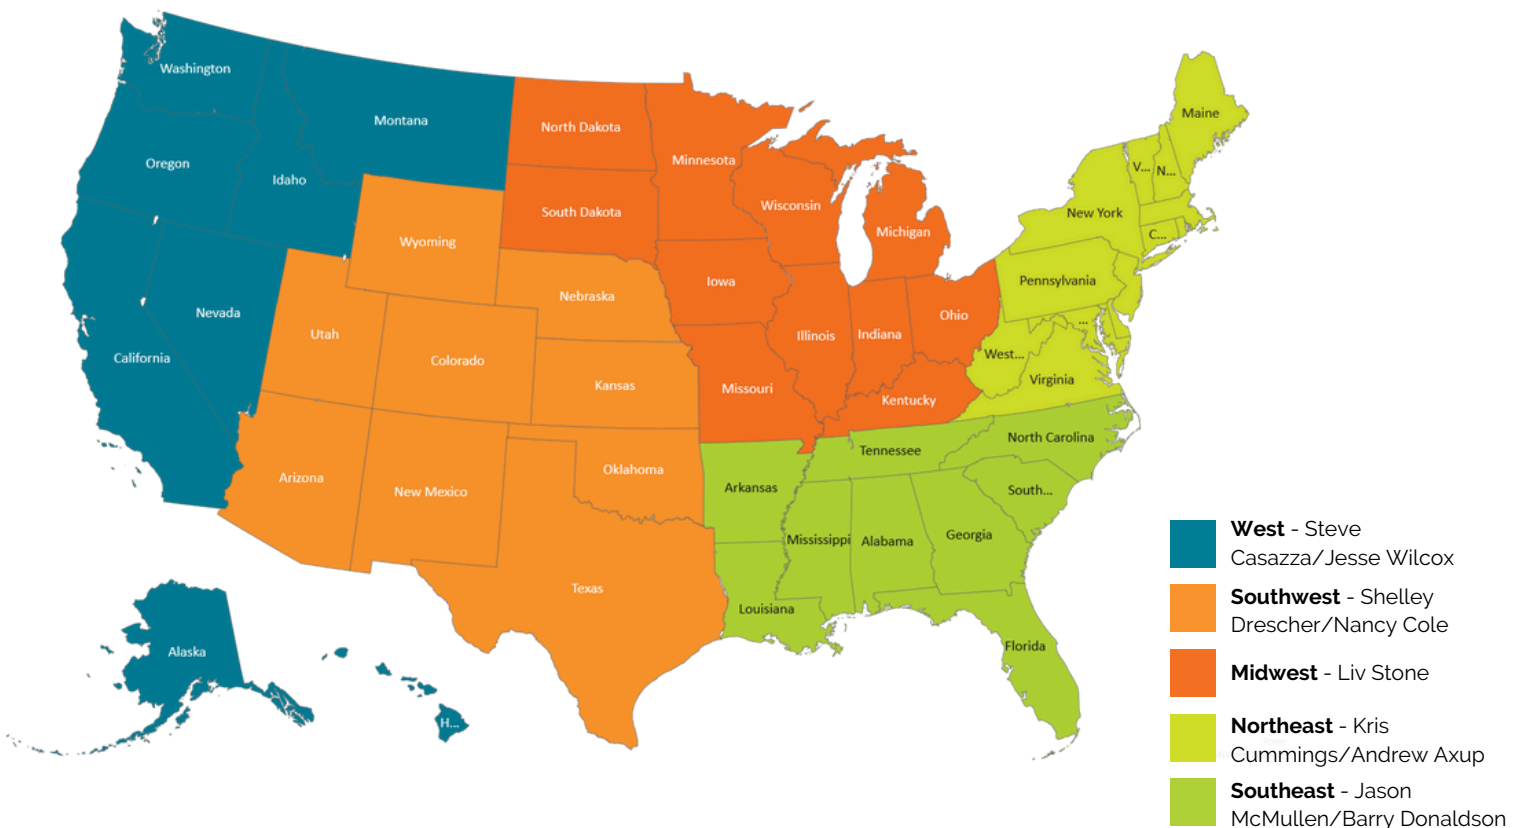 Washington
Montana
Oregon
Idaho
Nevada
California
Wyoming
Utah
Colorado
Arizona
New Mexico
Nebraska
Kansas
Oklahoma
Texas
North Dakota
South Dakota
Minnesota
Wisconsin
Michigan
Iowa
Illinois
Indiana
Ohio
Missouri
Kentucky
Maine
V...
N...
New York
C...
Pennsylvania
...
West...
Virginia
Tennessee
North Carolina
Arkansas
South...
Mississippi
Alabama
Georgia
Louisiana
Florida
Alaska
H...
West - Steve
Casazza/Jesse Wilcox
Southwest - Shelley
Drescher/Nancy Cole
Midwest - Liv Stone
Northeast - Kris
Cummings/Andrew Axup
Southeast - Jason
McMullen/Barry Donaldson